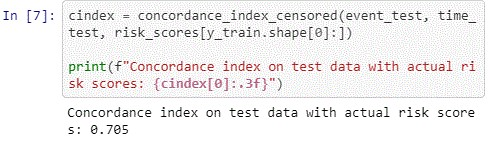 In [7]: cindex = concordance_index_censored(event_test, time_
test, risk_scores[y_train.shape[0]:])
print(f"Concordance index on test data with actual ri
sk scores: {cindex[0]:.3f}")
Concordance index on test data with actual risk score
s: 0.705